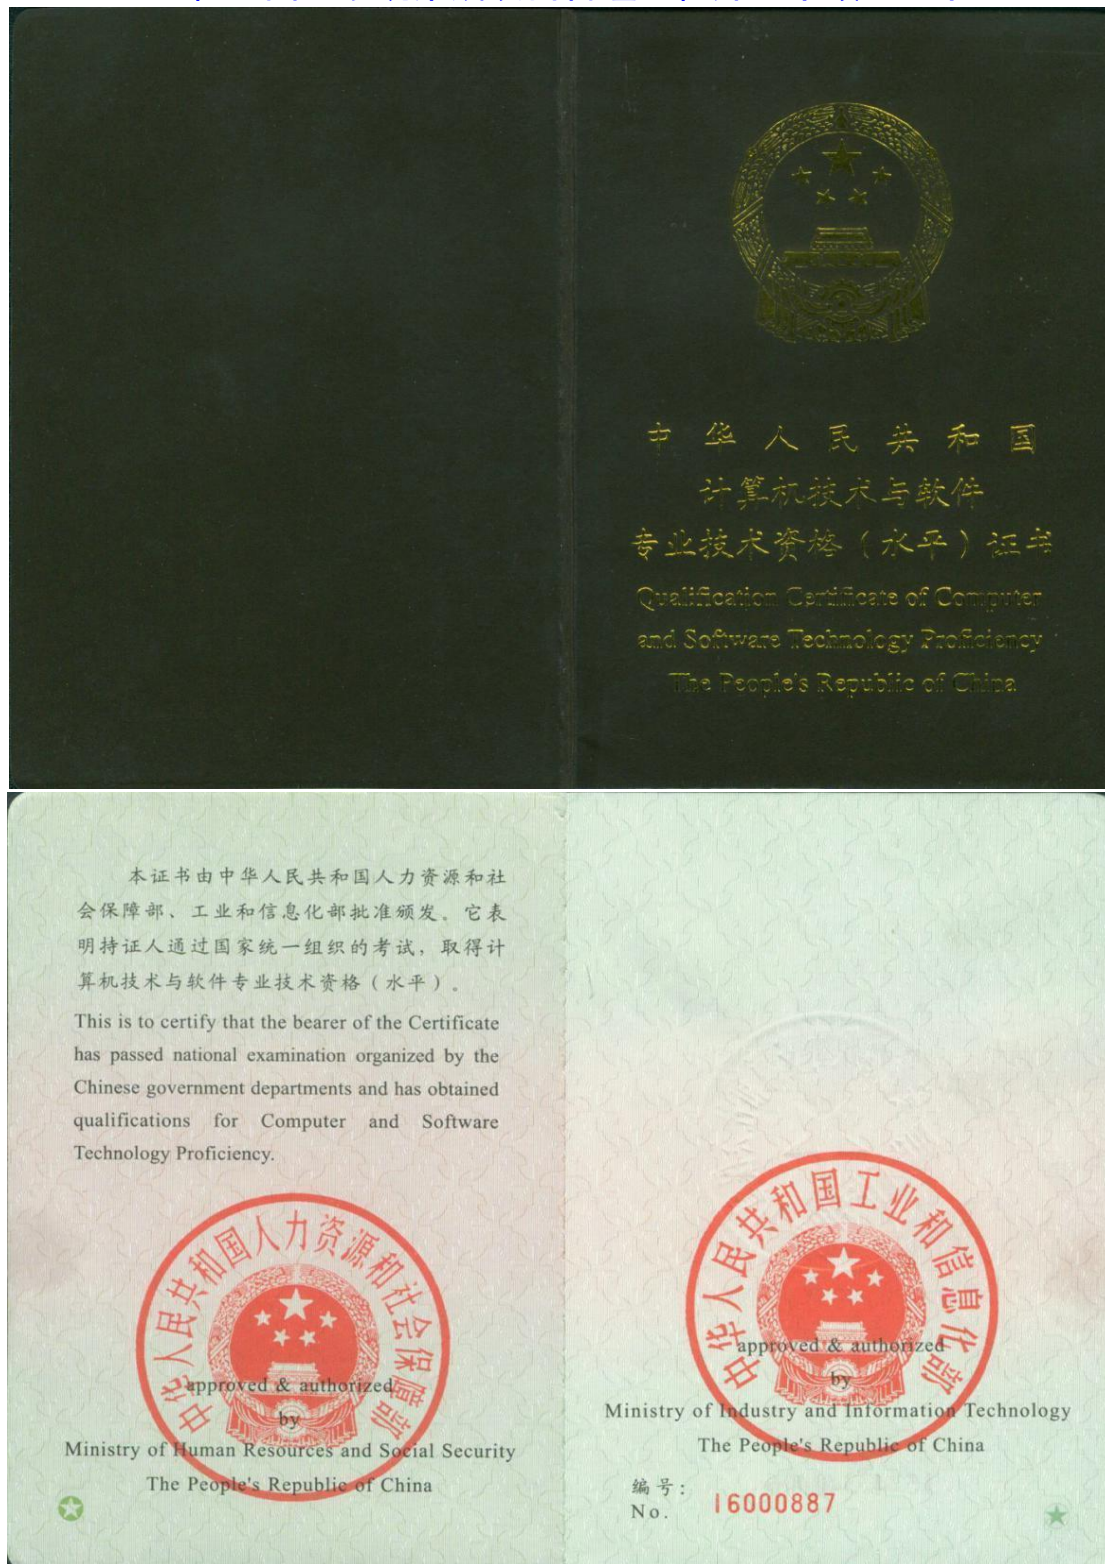 中华人民共和国
计算机技术与软件
专业技术资格（水平）证书
Qualification Certificate of Computer
and Software Technology Proficiency
The People's Republic of China
本证书由中华人民共和国人力资源和社
会保障部、工业和信息化部批准颁发。它表
明持证人通过国家统一组织的考试，取得计
算机技术与软件专业技术资格（水平）。
This is to certify that the bearer of the Certificate
has passed national examination organized by the
Chinese government departments and has obtained
qualifications for Computer and Software
Technology Proficiency.
中华人民共和国人力资源和社会保障部
approved & authorized
by
Ministry of Human Resources and Social Security
The People's Republic of China
中华人民共和国工业和信息化部
approved & authorized
by
Ministry of Industry and Information Technology
The People's Republic of China
编号：
No. 16000887